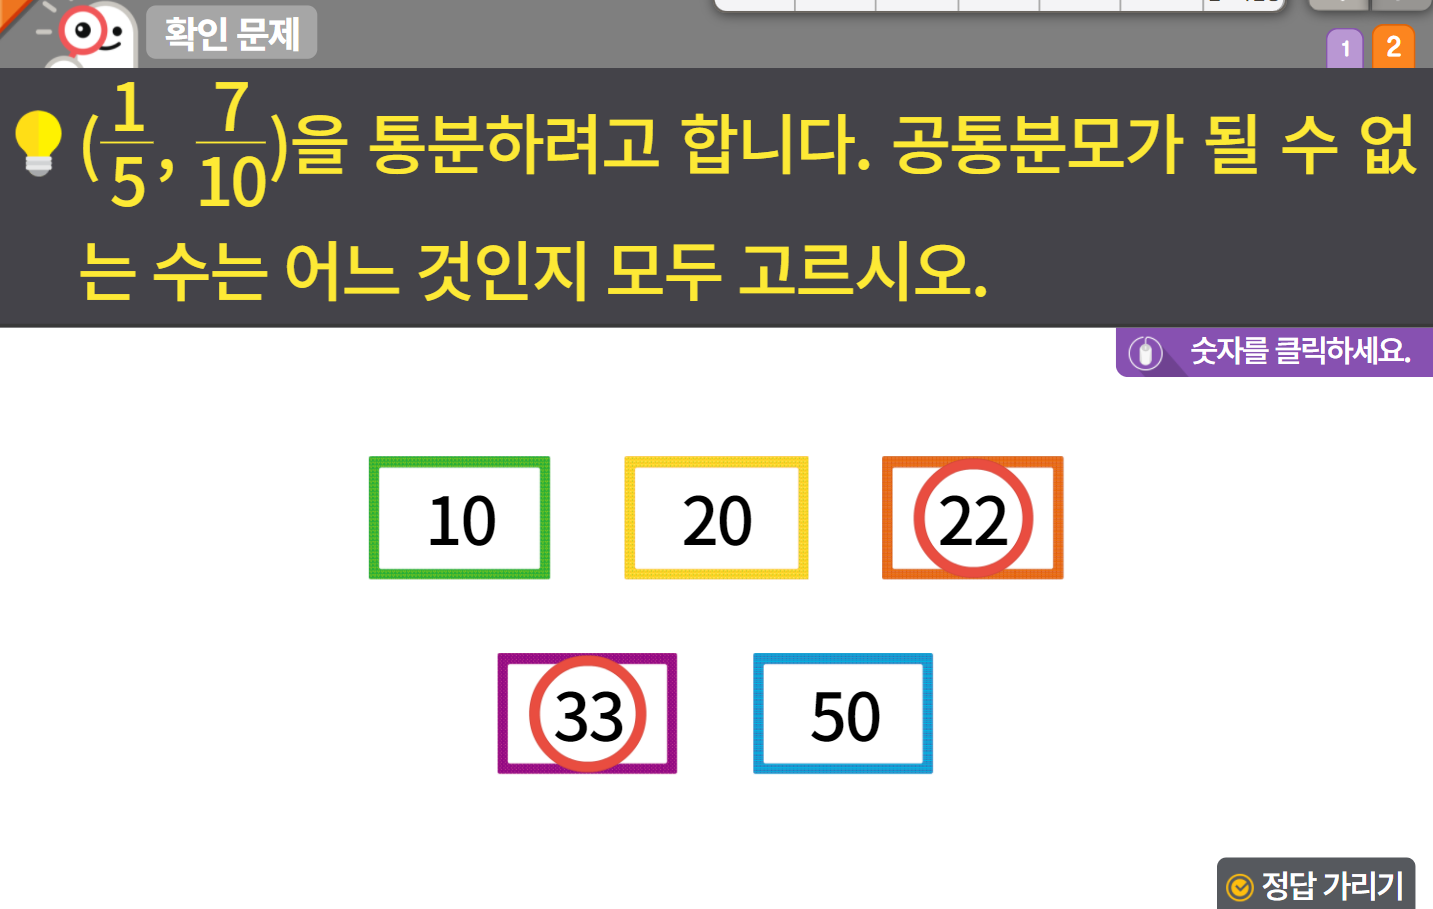 확인 문제
1 2
(1/5, 7/10)을 통분하려고 합니다. 공통분모가 될 수 없
는 수는 어느 것인지 모두 고르시오.
숫자를 클릭하세요.
10 20 22
33 50
정답 가리기